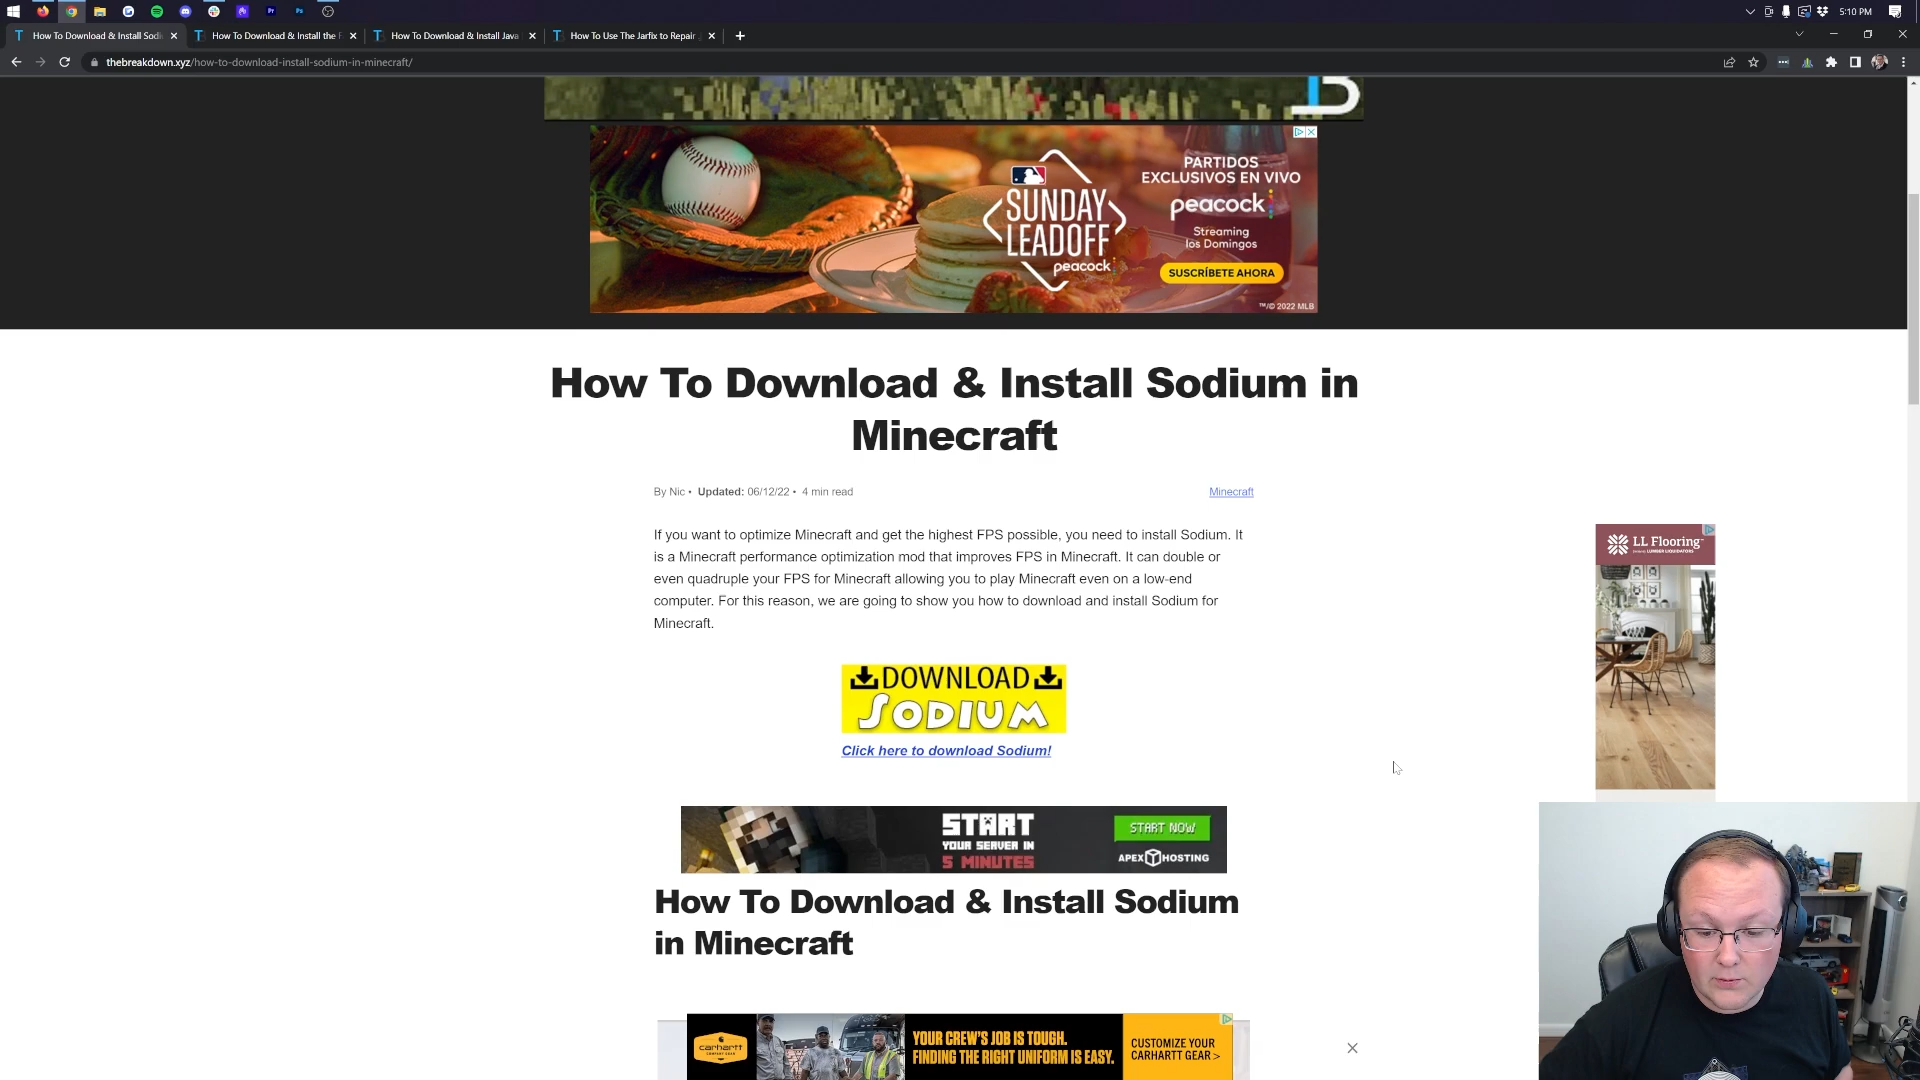 5:10 PM
How To Download & Install Sodi
How To Download & Install the F
How To Download & Install Java
How To Use The Jarfix to Repair
thebreakdown.xyz/how-to-download-install-sodium-in-minecraft/
SUNDAY
LEADOFF
peacock
PARTIDOS
EXCLUSIVOS EN VIVO
peacock
Streaming
los Domingos
SUSCRÍBETE AHORA
™/© 2022 MLB
How To Download & Install Sodium in
Minecraft
By Nic • Updated: 06/12/22 • 4 min read
Minecraft
If you want to optimize Minecraft and get the highest FPS possible, you need to install Sodium. It
is a Minecraft performance optimization mod that improves FPS in Minecraft. It can double or
even quadruple your FPS for Minecraft allowing you to play Minecraft even on a low-end
computer. For this reason, we are going to show you how to download and install Sodium for
Minecraft.
LL Flooring
DOWNLOAD
SODIUM
Click here to download Sodium!
START
YOUR SERVER IN
5 MINUTES
START NOW
APEX HOSTING
How To Download & Install Sodium
in Minecraft
carhartt
COMPANY GEAR
YOUR CREW'S JOB IS TOUGH.
FINDING THE RIGHT UNIFORM IS EASY.
CUSTOMIZE YOUR
CARHARTT GEAR >